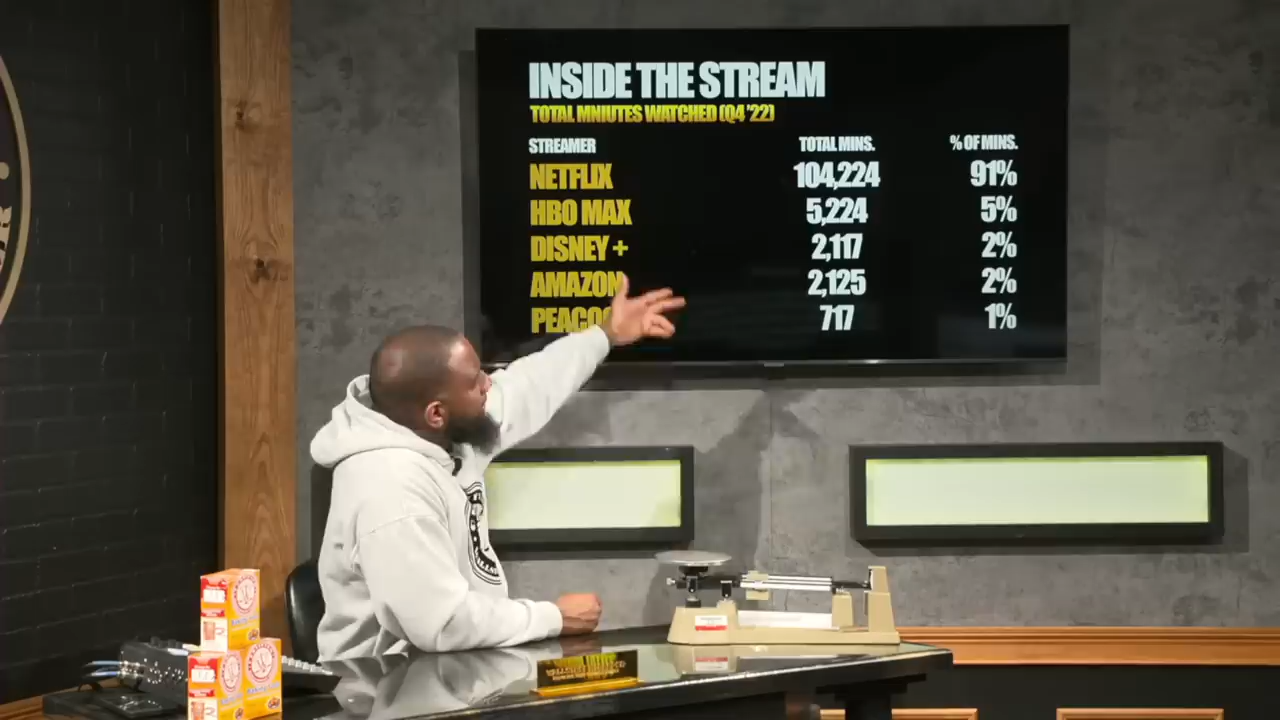 INSIDE THE STREAM
TOTAL MNIUTES WATCHED (Q4 '22)
STREAMER TOTAL MINS. % OF MINS.
NETFLIX 104,224 91%
HBO MAX 5,224 5%
DISNEY + 2,117 2%
AMAZON 2,125 2%
PEACO 717 1%